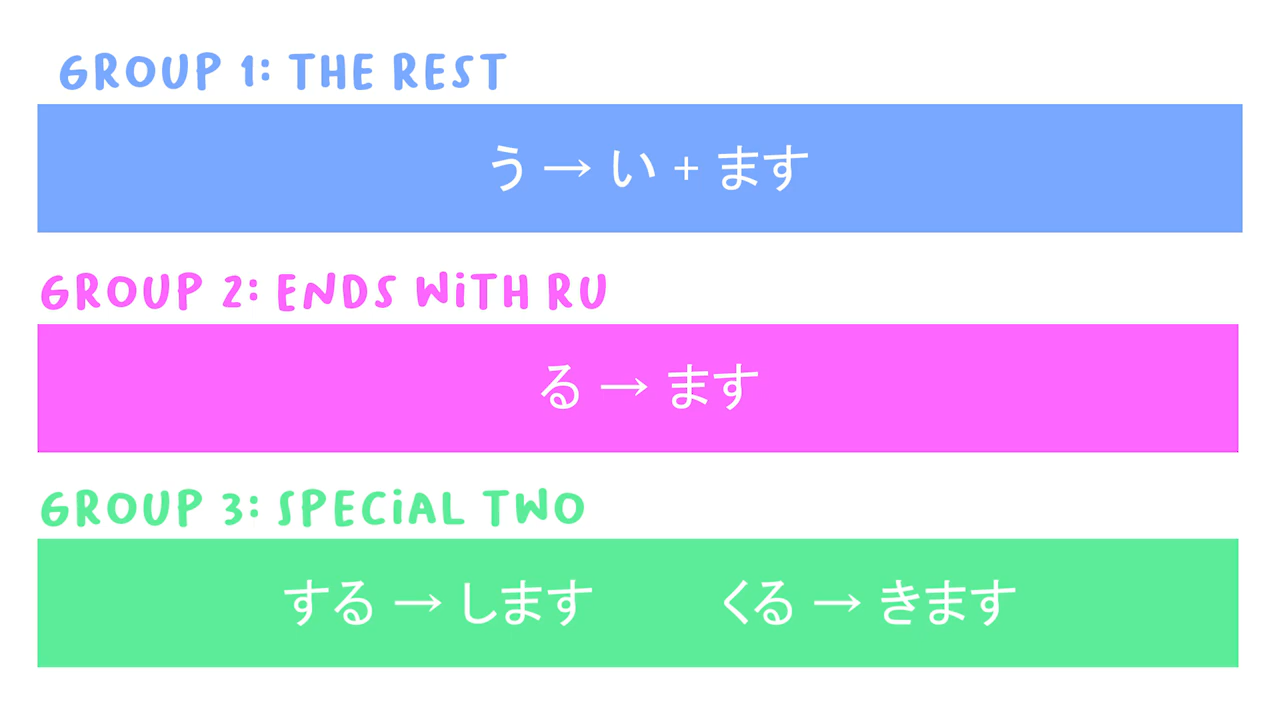 GROUP 1: THE REST
う → い + ます
GROUP 2: ENDS WiTH RU
る → ます
GROUP 3: SPECiAL TWO
する → します くる → きます